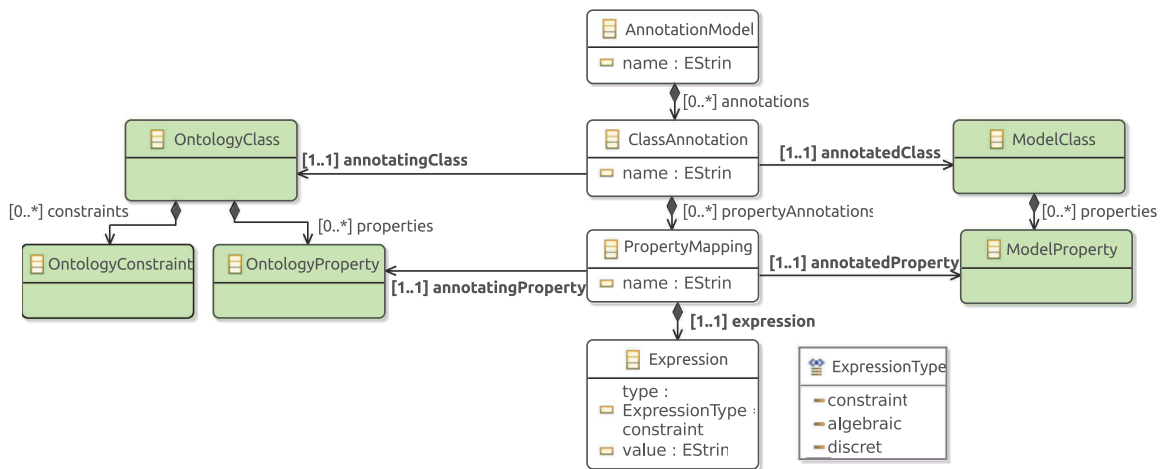 AnnotationModel
name : EStrin
[0..*] annotations
OntologyClass
ClassAnnotation
name : EStrin
ModelClass
[1..1] annotatingClass
[1..1] annotatedClass
[0..*] constraints
[0..*] properties
[0..*] propertyAnnotations
[0..*] properties
OntologyConstraint
OntologyProperty
PropertyMapping
name : EStrin
ModelProperty
[1..1] annotatingProperty
[1..1] annotatedProperty
[1..1] expression
Expression
type :
ExpressionType =
constraint
value : EStrin
ExpressionType
constraint
algebraic
discret